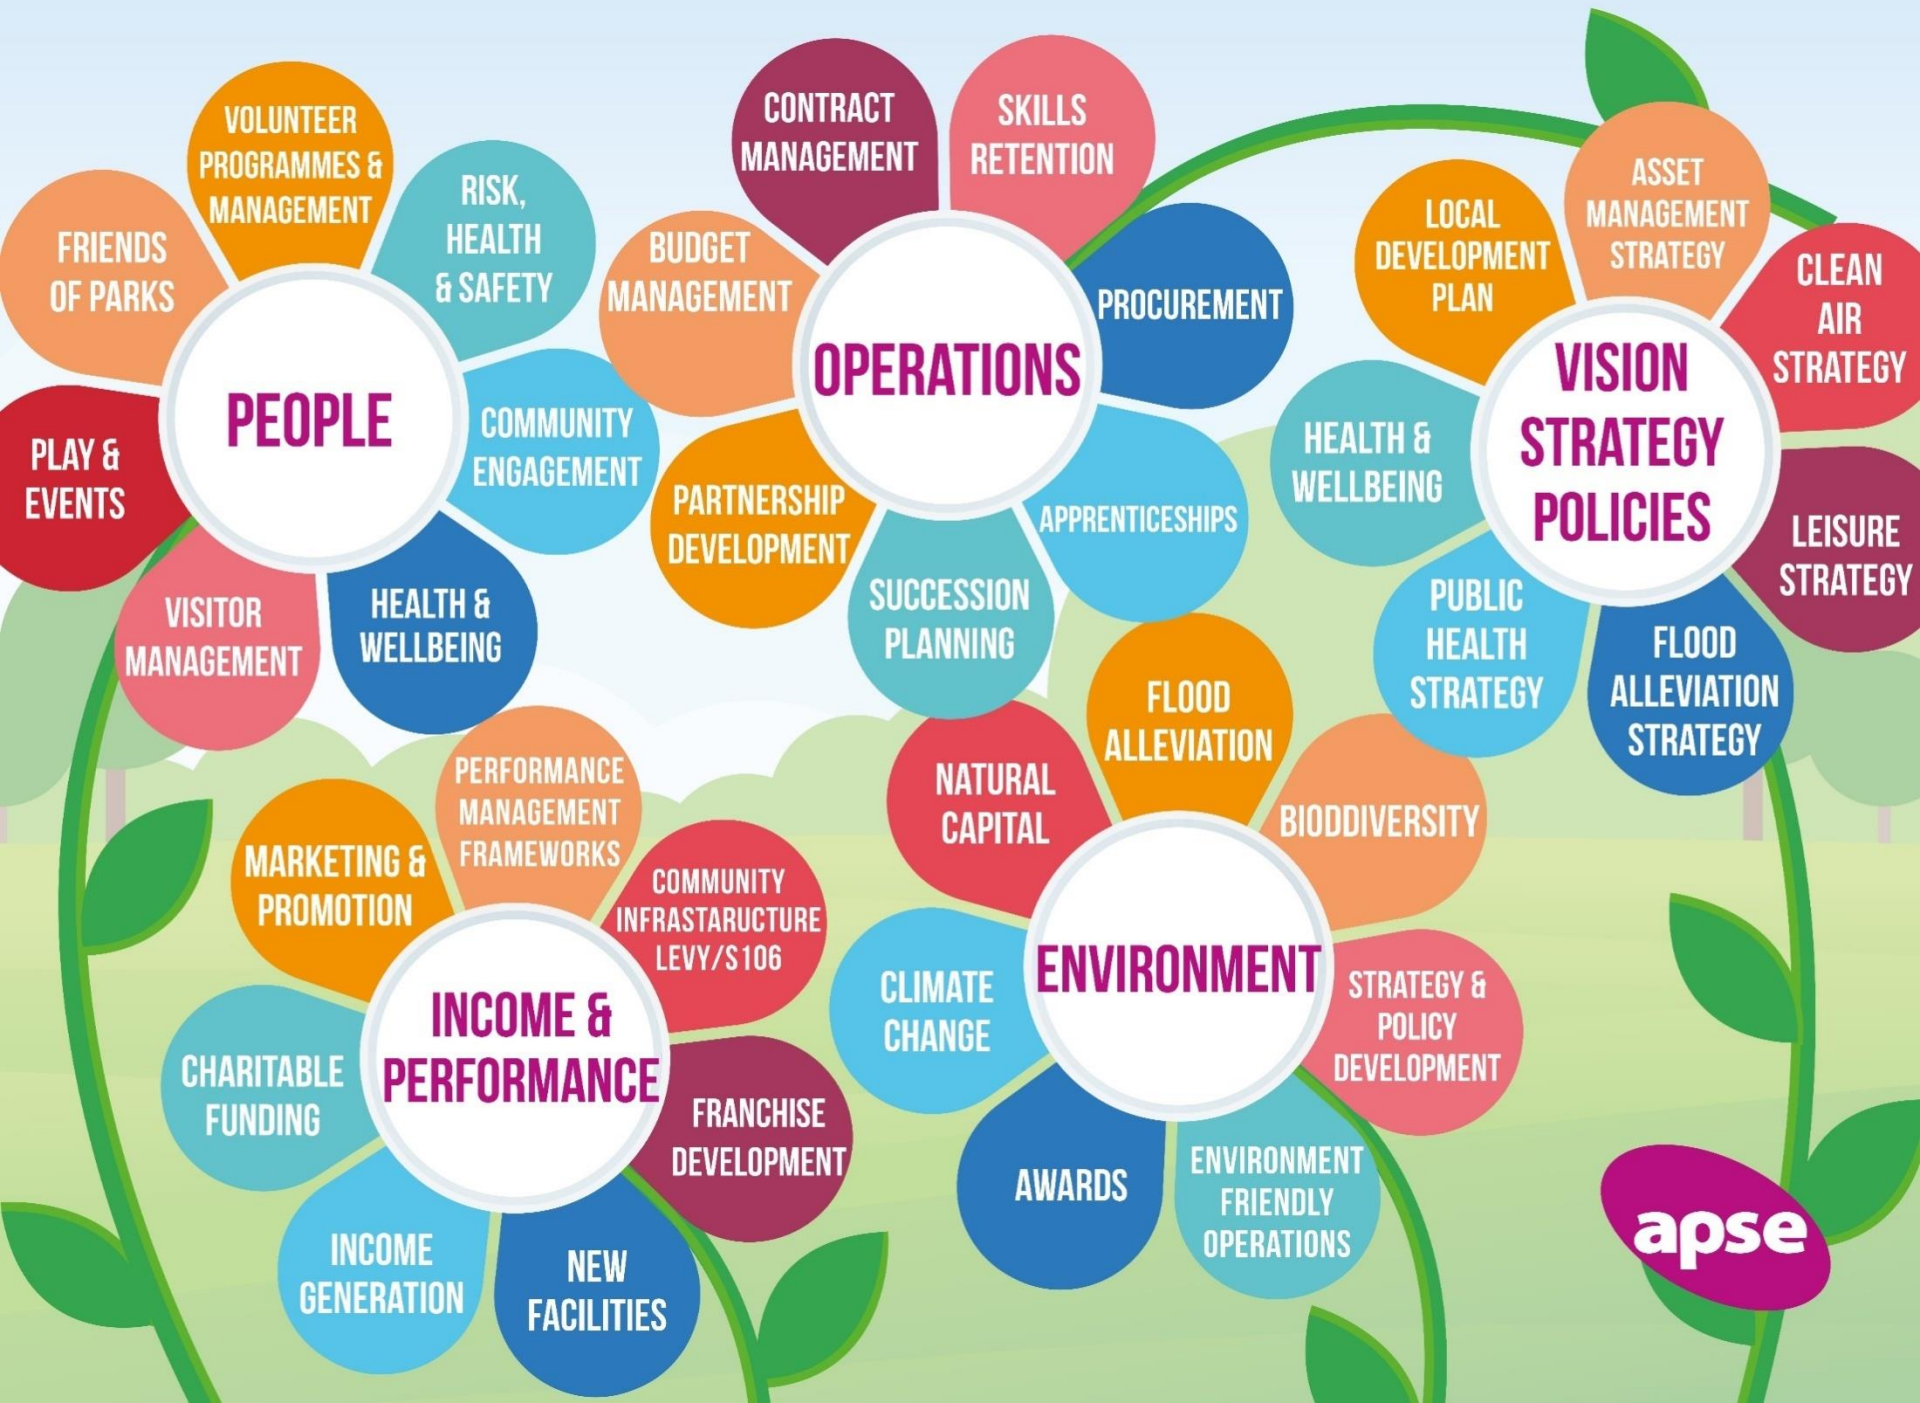 VOLUNTEER
PROGRAMMES &
MANAGEMENT
FRIENDS
OF PARKS
RISK,
HEALTH
& SAFETY
PEOPLE
PLAY &
EVENTS
COMMUNITY
ENGAGEMENT
VISITOR
MANAGEMENT
HEALTH &
WELLBEING
CONTRACT
MANAGEMENT
SKILLS
RETENTION
BUDGET
MANAGEMENT
PROCUREMENT
OPERATIONS
PARTNERSHIP
DEVELOPMENT
APPRENTICESHIPS
SUCCESSION
PLANNING
ASSET
MANAGEMENT
STRATEGY
LOCAL
DEVELOPMENT
PLAN
CLEAN
AIR
STRATEGY
VISION
STRATEGY
POLICIES
HEALTH &
WELLBEING
LEISURE
STRATEGY
PUBLIC
HEALTH
STRATEGY
FLOOD
ALLEVIATION
STRATEGY
PERFORMANCE
MANAGEMENT
FRAMEWORKS
MARKETING &
PROMOTION
COMMUNITY
INFRASTARUCTURE
LEVY/S106
INCOME &
PERFORMANCE
CHARITABLE
FUNDING
FRANCHISE
DEVELOPMENT
INCOME
GENERATION
NEW
FACILITIES
FLOOD
ALLEVIATION
NATURAL
CAPITAL
BIODDIVERSITY
ENVIRONMENT
CLIMATE
CHANGE
STRATEGY &
POLICY
DEVELOPMENT
AWARDS
ENVIRONMENT
FRIENDLY
OPERATIONS
apse